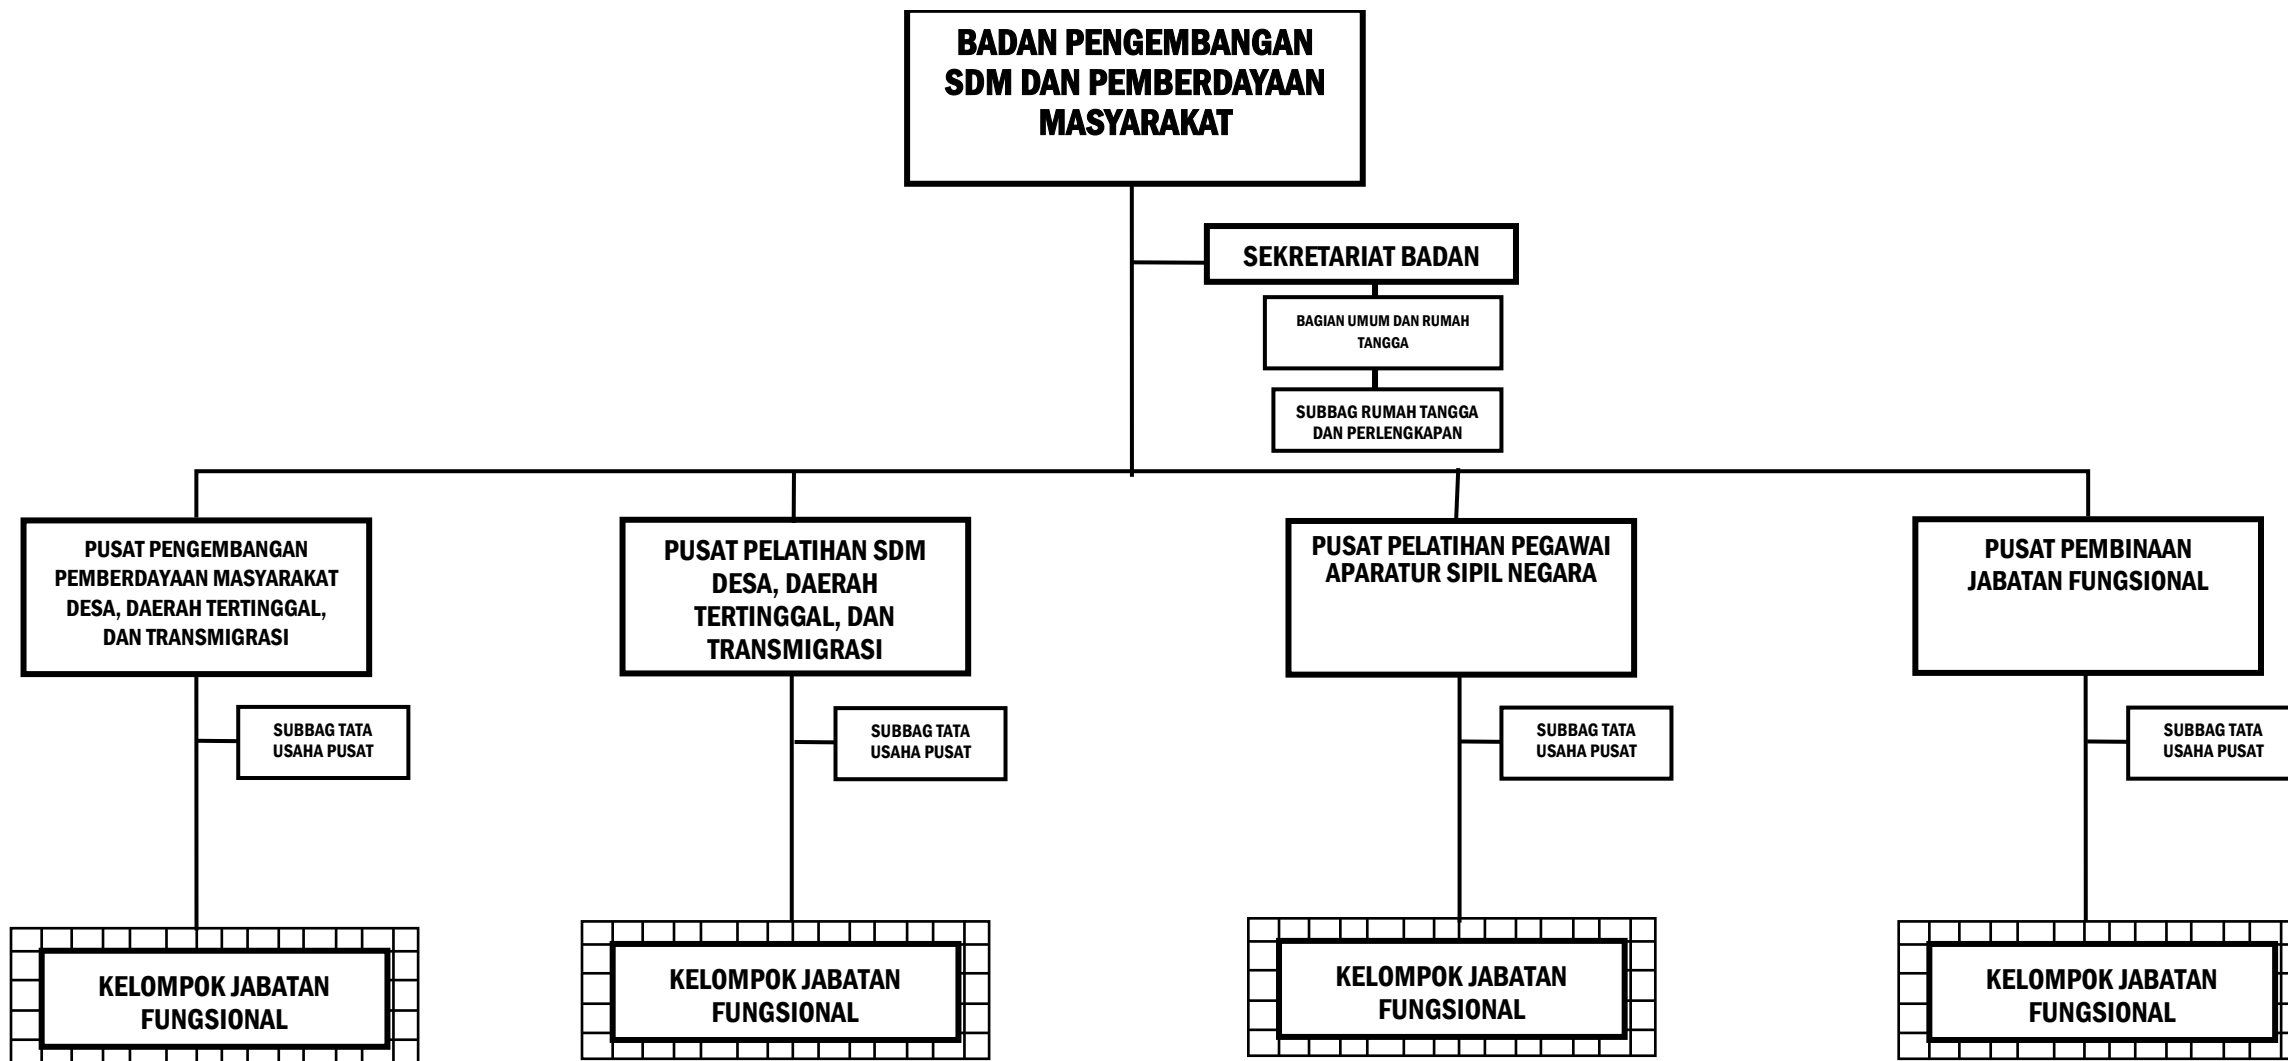 BADAN PENGEMBANGAN
SDM DAN PEMBERDAYAAN
MASYARAKAT
SEKRETARIAT BADAN
BAGIAN UMUM DAN RUMAH
TANGGA
SUBBAG RUMAH TANGGA
DAN PERLENGKAPAN
PUSAT PENGEMBANGAN
PEMBERDAYAAN MASYARAKAT
DESA, DAERAH TERTINGGAL,
DAN TRANSMIGRASI
PUSAT PELATIHAN SDM
DESA, DAERAH
TERTINGGAL, DAN
TRANSMIGRASI
PUSAT PELATIHAN PEGAWAI
APARATUR SIPIL NEGARA
PUSAT PEMBINAAN
JABATAN FUNGSIONAL
SUBBAG TATA
USAHA PUSAT
SUBBAG TATA
USAHA PUSAT
SUBBAG TATA
USAHA PUSAT
SUBBAG TATA
USAHA PUSAT
KELOMPOK JABATAN
FUNGSIONAL
KELOMPOK JABATAN
FUNGSIONAL
KELOMPOK JABATAN
FUNGSIONAL
KELOMPOK JABATAN
FUNGSIONAL